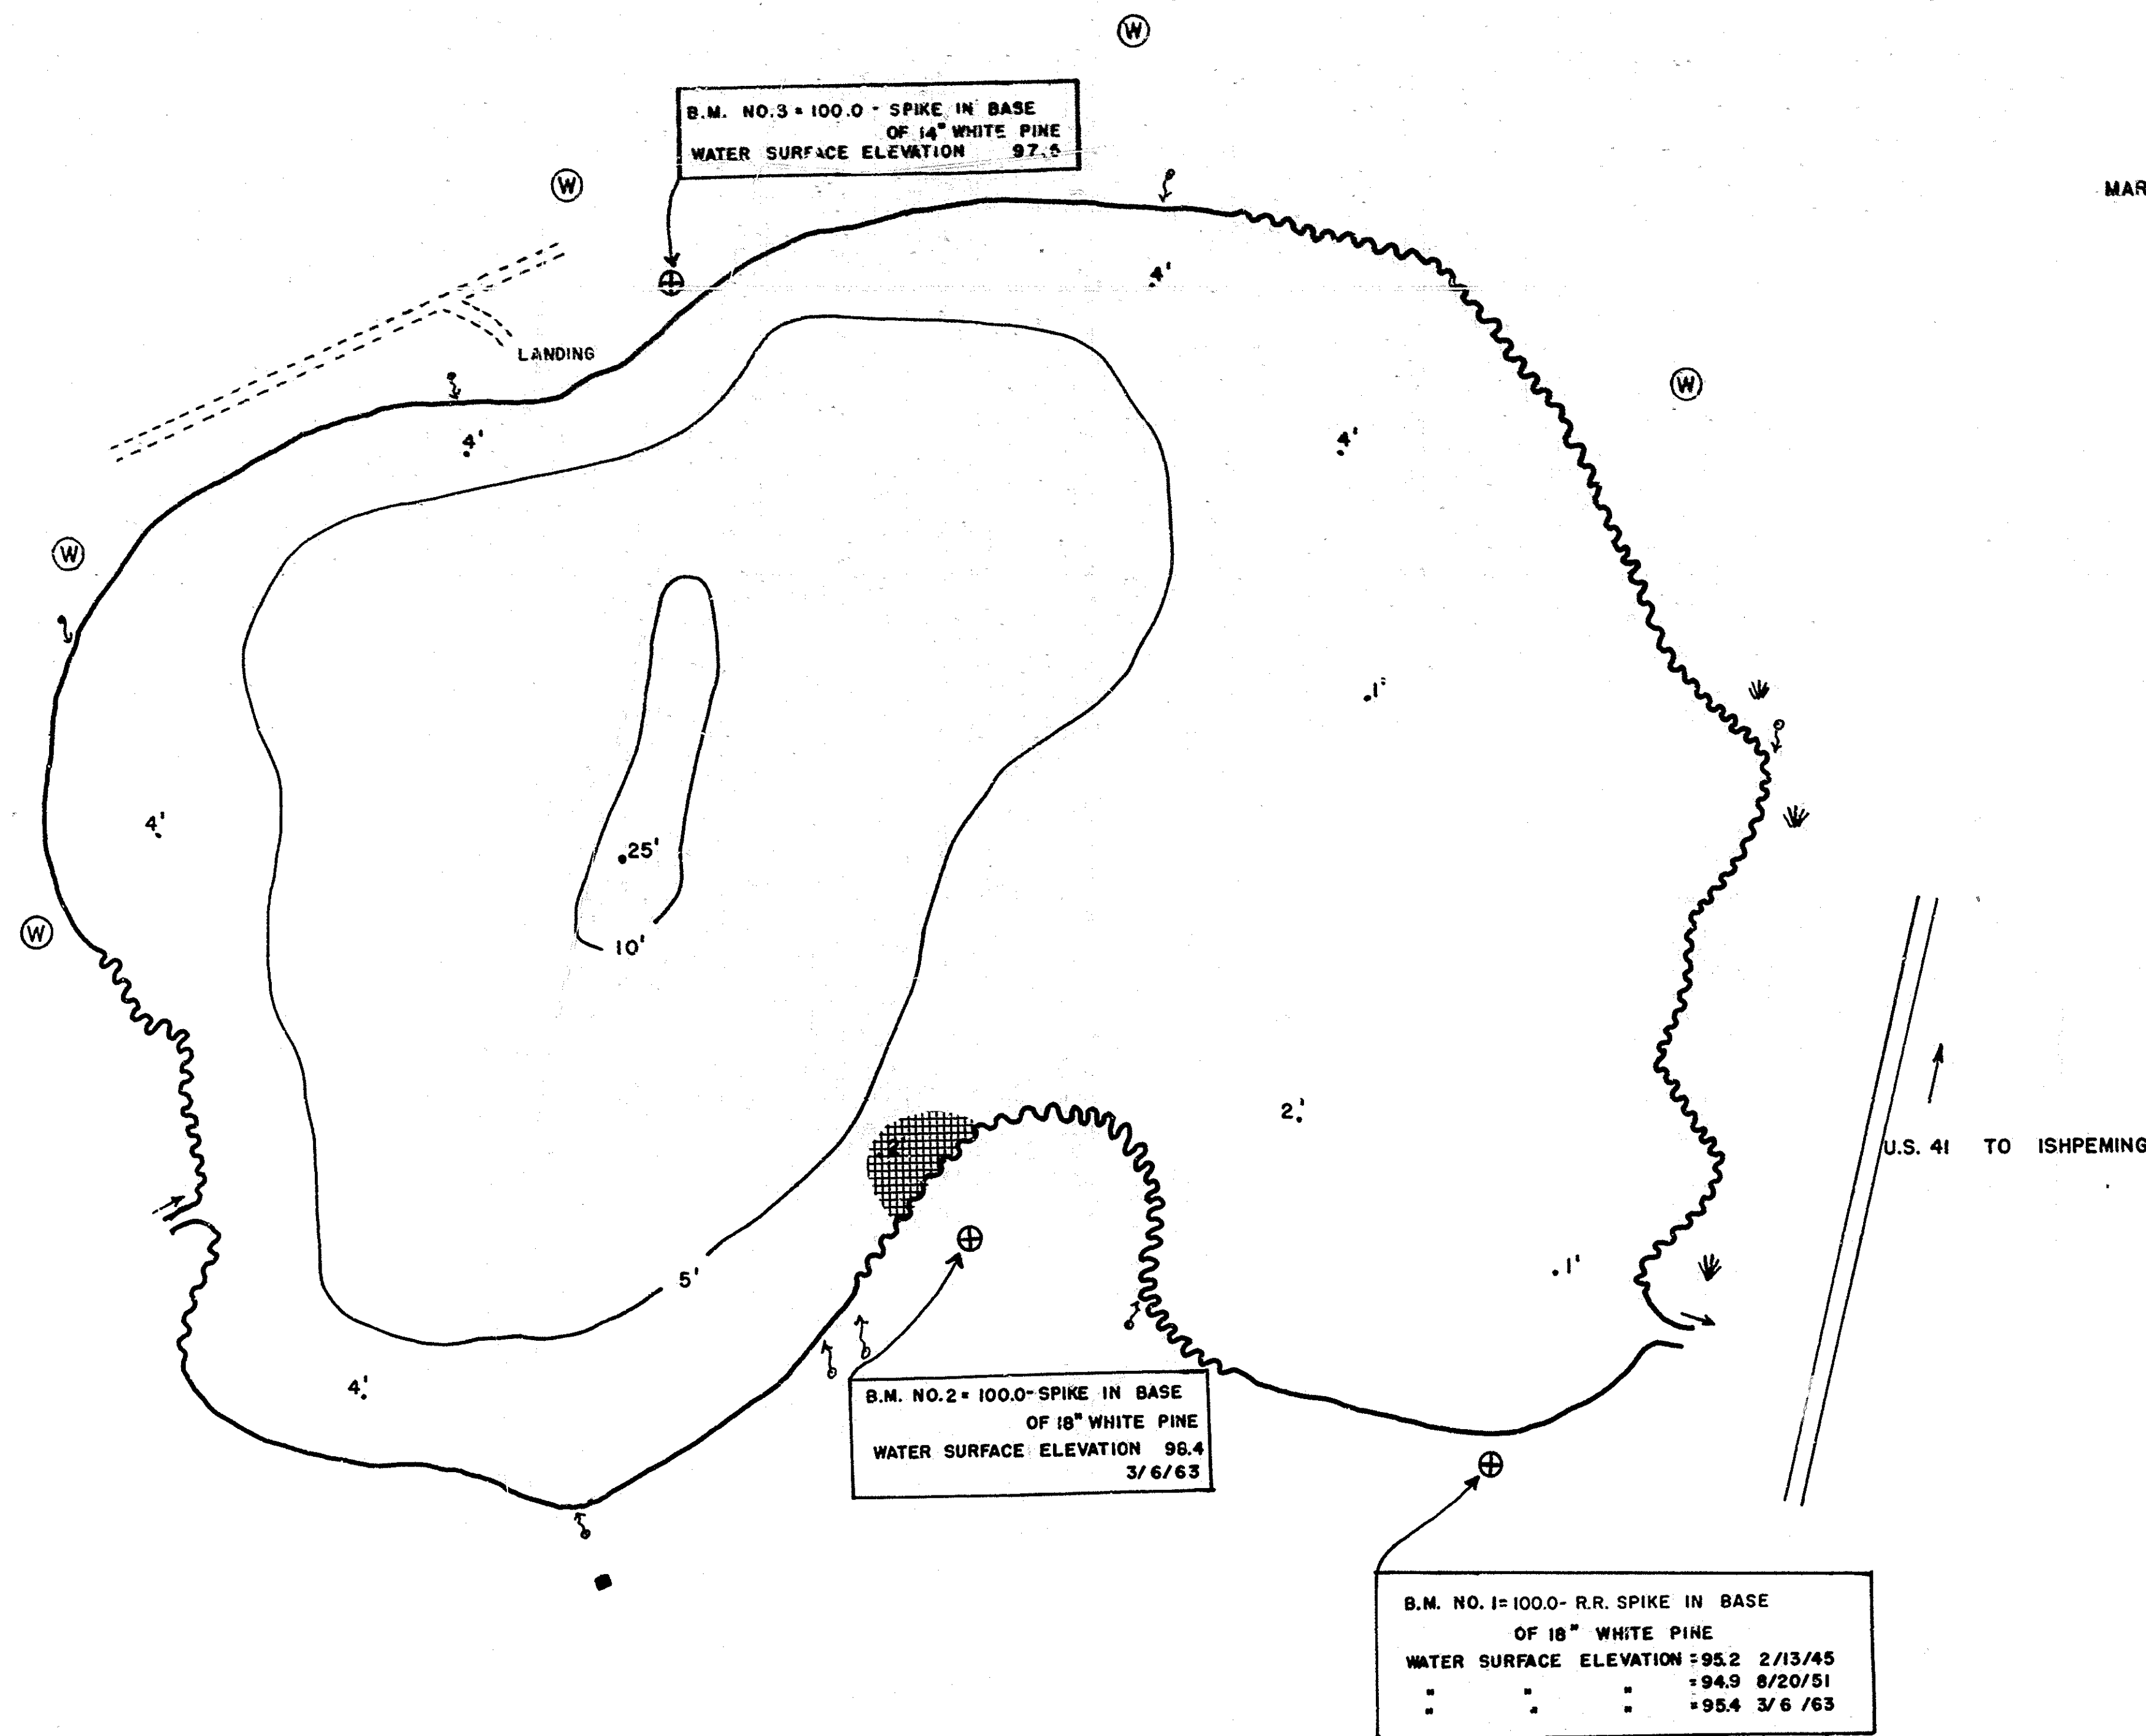 W
B.M. NO.3 = 100.0 - SPIKE IN BASE
OF 14" WHITE PINE
WATER SURFACE ELEVATION
W
MAR
4'
LANDING
W
4'
4'
W
1'
4'
25'
W
10'
2'
2'
U.S. 41 TO ISHPEMING
1'
5'
4'
B.M. NO.2 = 100.0- SPIKE IN BASE
OF 18" WHITE PINE
WATER SURFACE ELEVATION 98.4
3/6/63
B.M. NO. 1= 100.0- R.R. SPIKE IN BASE
OF 18" WHITE PINE
WATER SURFACE ELEVATION =95.2 2/13/45
" " " =94.9 8/20/51
" " " =95.4 3/6/63